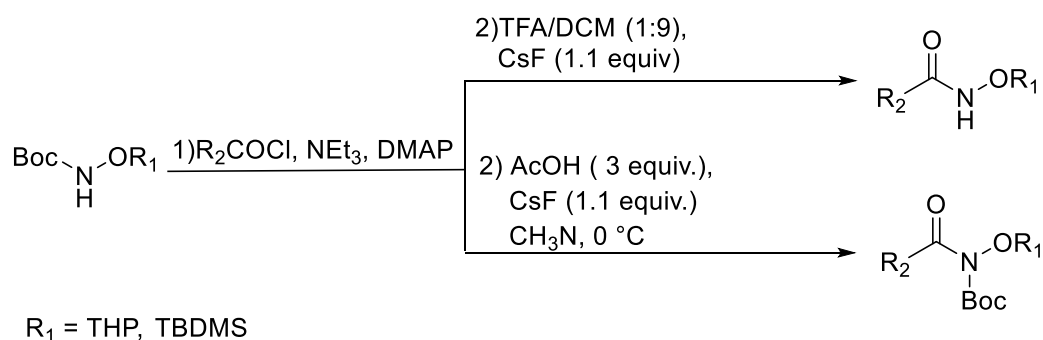 2)TFA/DCM (1:9),
CsF (1.1 equiv)
O
R₂ N OR₁
H
Boc N OR₁
H
1)R₂COCl, NEt₃, DMAP
2) AcOH ( 3 equiv.),
CsF (1.1 equiv.)
CH₃N, 0 °C
O
R₂ N OR₁
Boc
R₁ = THP, TBDMS